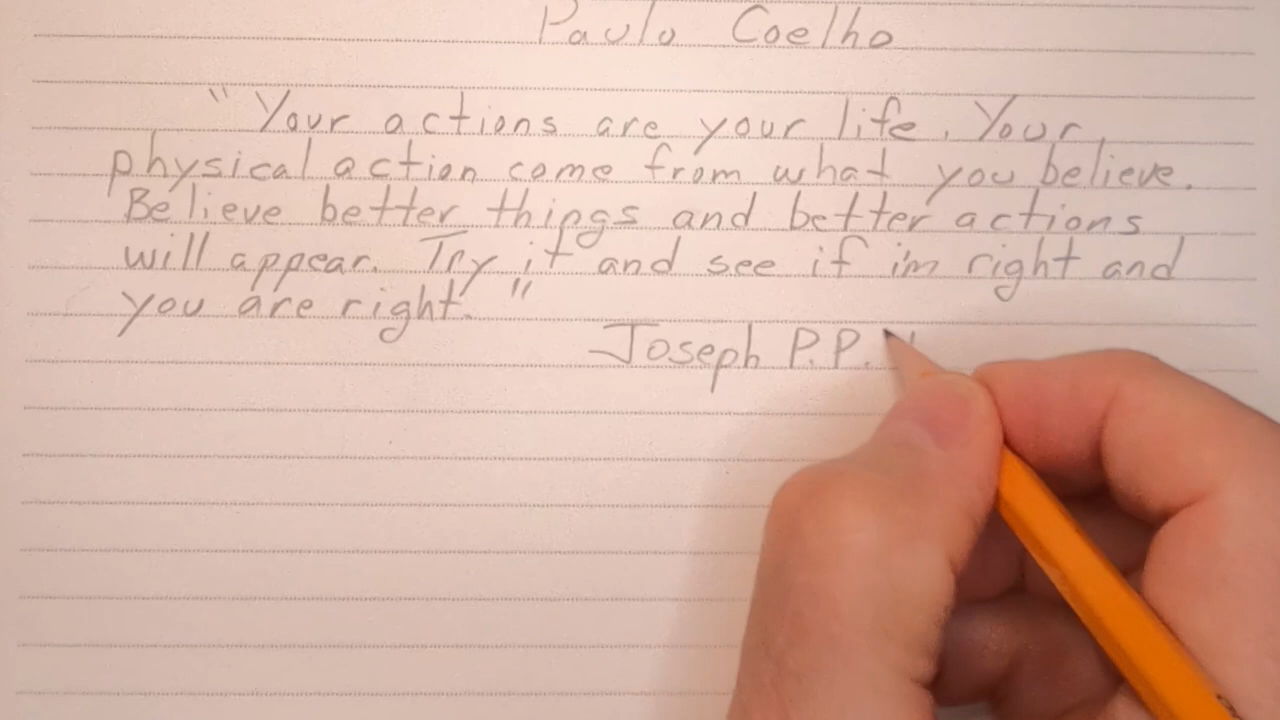 Paulo Coelho
"Your actions are your life. Your
physical action come from what you believe.
Believe better things and better actions
will appear. Try it and see if i'm right and
you are right."
Joseph P.P.